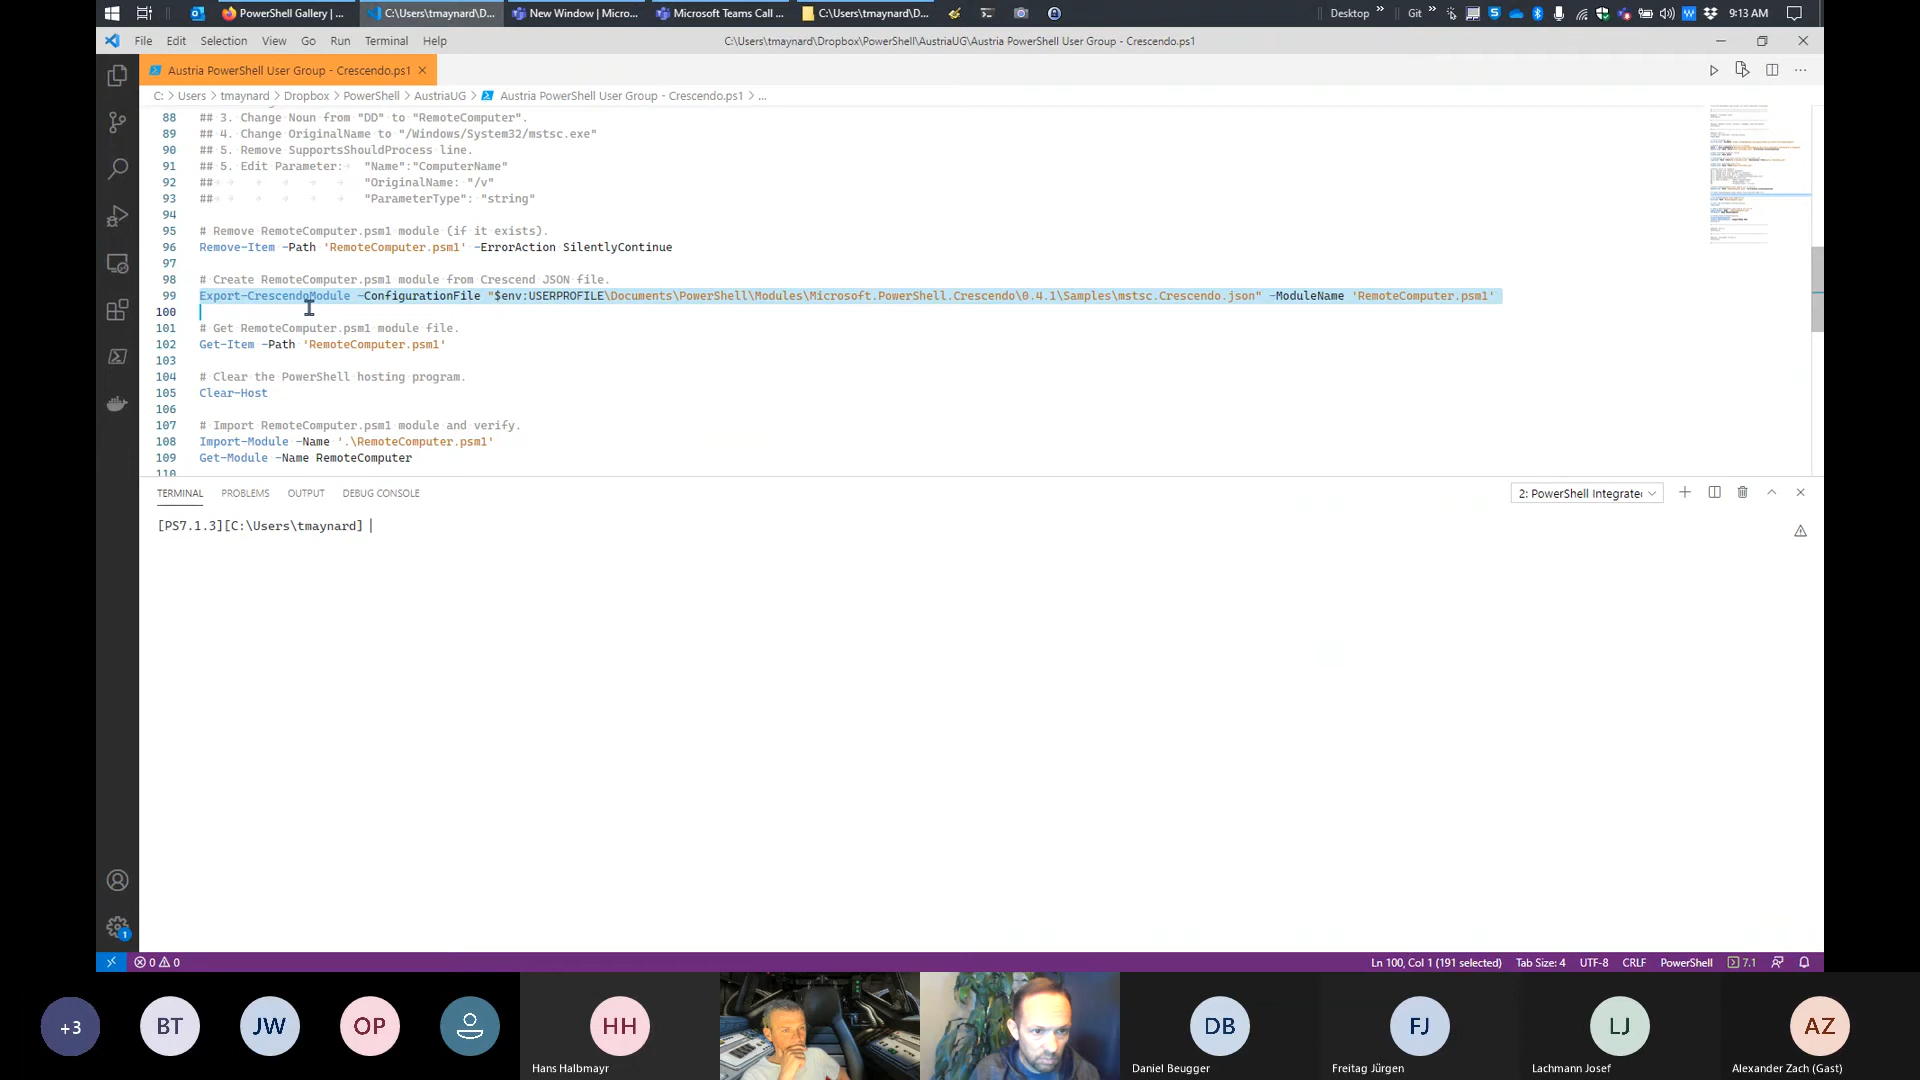 PowerShell Gallery | ...
C:\Users\tmaynard\D...
New Window | Micro...
Microsoft Teams Call ...
C:\Users\tmaynard\D...
Desktop
Git
9:13 AM
File Edit Selection View Go Run Terminal Help
C:\Users\tmaynard\Dropbox\PowerShell\AustriaUG\Austria PowerShell User Group - Crescendo.ps1
Austria PowerShell User Group - Crescendo.ps1
C: > Users > tmaynard > Dropbox > PowerShell > AustriaUG > Austria PowerShell User Group - Crescendo.ps1 > ...
88 ## 3. Change Noun from "DD" to "RemoteComputer".
89 ## 4. Change OriginalName to "/Windows/System32/mstsc.exe"
90 ## 5. Remove SupportsShouldProcess line.
91 ## 5. Edit Parameter: "Name":"ComputerName"
92 ## "OriginalName: "/v"
93 ## "ParameterType": "string"
94
95 # Remove RemoteComputer.psm1 module (if it exists).
96 Remove-Item -Path 'RemoteComputer.psm1' -ErrorAction SilentlyContinue
97
98 # Create RemoteComputer.psm1 module from Crescend JSON file.
99 Export-CrescendoModule -ConfigurationFile "$env:USERPROFILE\Documents\PowerShell\Modules\Microsoft.PowerShell.Crescendo\0.4.1\Samples\mstsc.Crescendo.json" -ModuleName 'RemoteComputer.psm1'
100
101 # Get RemoteComputer.psm1 module file.
102 Get-Item -Path 'RemoteComputer.psm1'
103
104 # Clear the PowerShell hosting program.
105 Clear-Host
106
107 # Import RemoteComputer.psm1 module and verify.
108 Import-Module -Name '.\RemoteComputer.psm1'
109 Get-Module -Name RemoteComputer
110
TERMINAL PROBLEMS OUTPUT DEBUG CONSOLE
2: PowerShell Integrate
[PS7.1.3][C:\Users\tmaynard]
1
0 0
Ln 100, Col 1 (191 selected)
Tab Size: 4
UTF-8
CRLF
PowerShell
7.1
+3
BT
JW
OP
HH
Hans Halbmayr
DB
Daniel Beugger
FJ
Freitag Jürgen
LJ
Lachmann Josef
AZ
Alexander Zach (Gast)